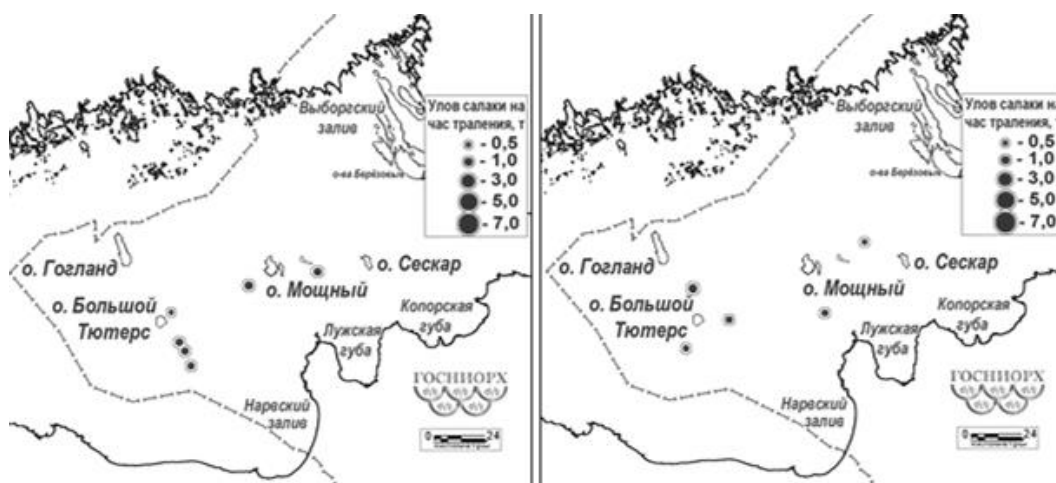 Выборгский
залив
Улов салаки на
час траления, т
- 0,5
- 1,0
- 3,0
- 5,0
- 7,0
о-ва Берёзовые
о. Гогланд
о. Сескар
о. Мощный
о. Большой
Тютерс
Копорская
губа
Лужская
губа
ГОСНИОРХ
Нарвский
залив
0 24
Выборгский
залив
Улов салаки на
час траления, т
- 0,5
- 1,0
- 3,0
- 5,0
- 7,0
о-ва Берёзовые
о. Гогланд
о. Сескар
о. Мощный
о. Большой
Тютерс
Копорская
губа
Лужская
губа
ГОСНИОРХ
Нарвский
залив
0 24